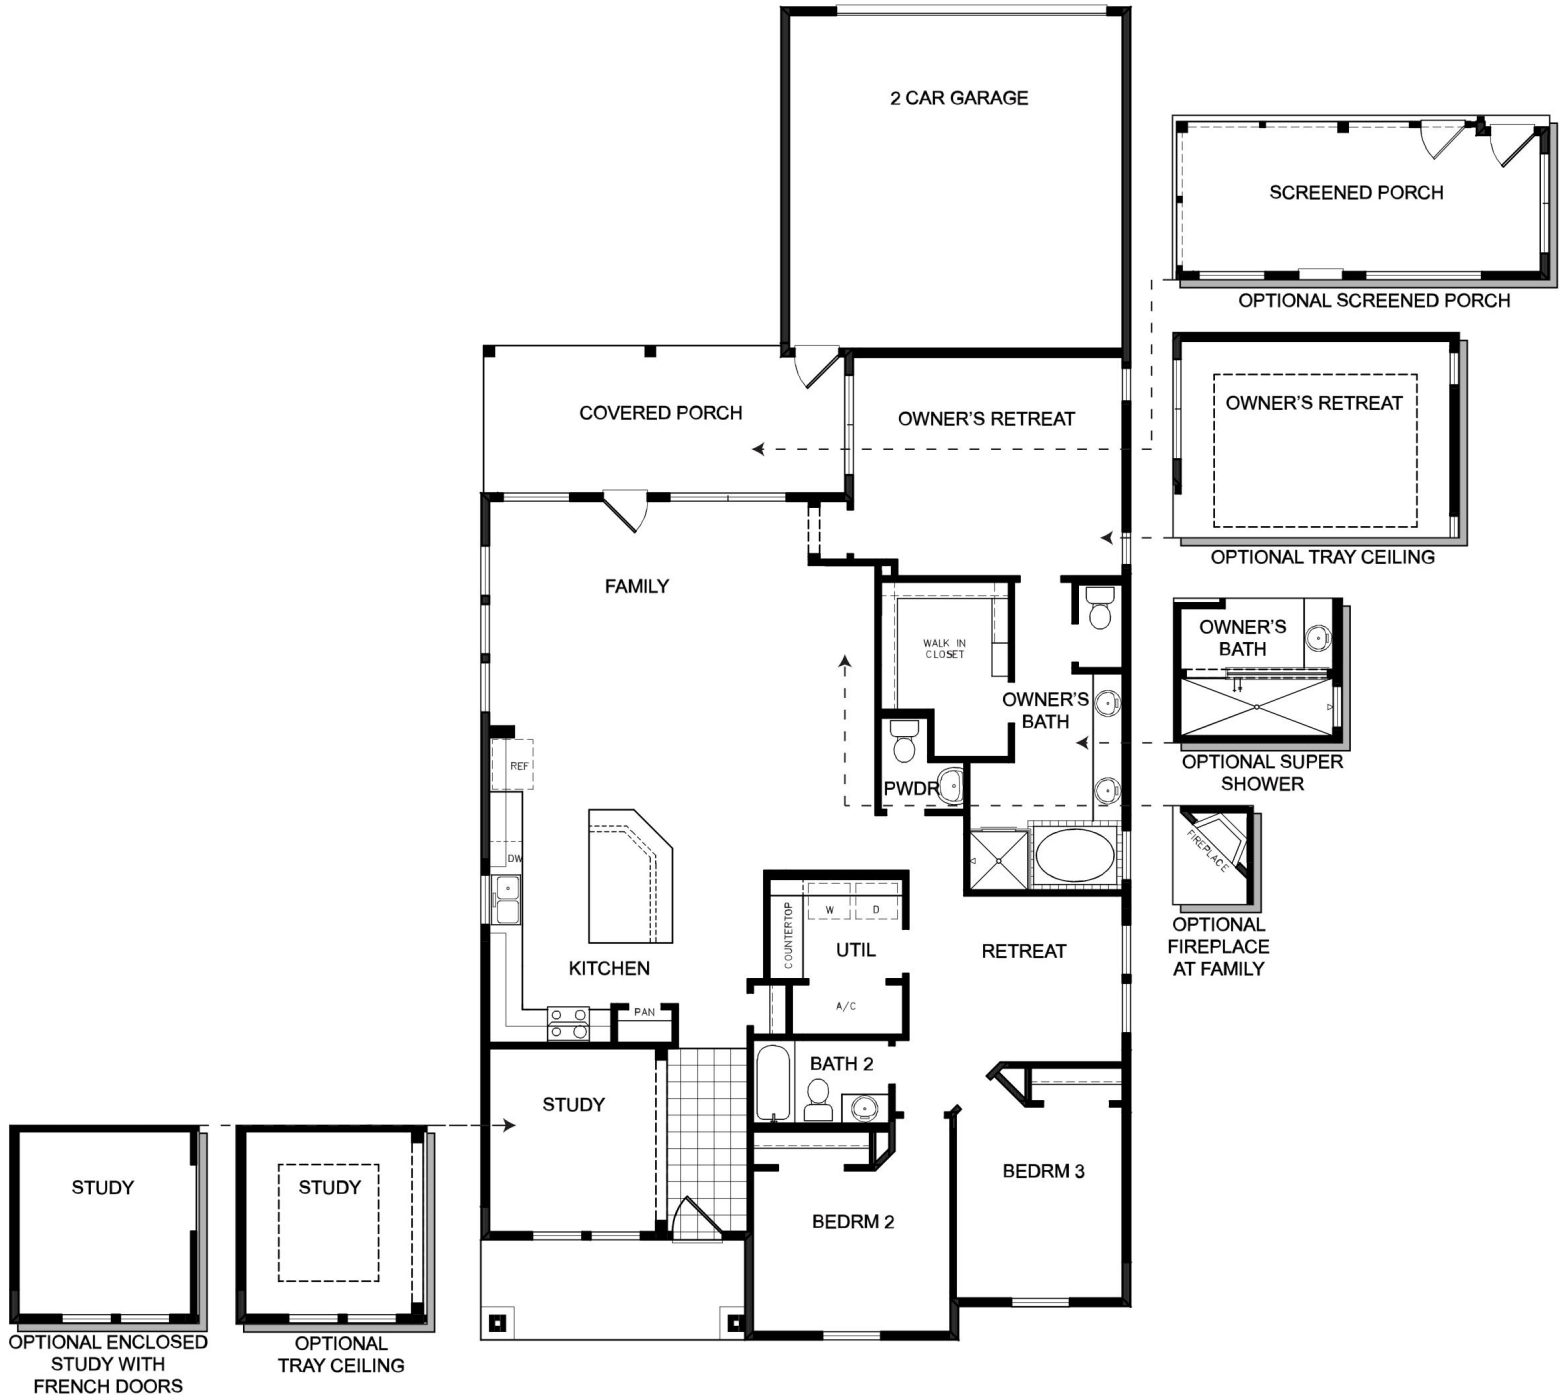 2 CAR GARAGE
SCREENED PORCH
OPTIONAL SCREENED PORCH
COVERED PORCH
OWNER'S RETREAT
OWNER'S RETREAT
OPTIONAL TRAY CEILING
FAMILY
WALK IN
CLOSET
OWNER'S
BATH
OWNER'S
BATH
OPTIONAL SUPER
SHOWER
REF
PWDR
DW
FIREPLACE
OPTIONAL
FIREPLACE
AT FAMILY
COUNTERTOP
W
D
UTIL
RETREAT
KITCHEN
A/C
PAN
BATH 2
STUDY
BEDRM 3
BEDRM 2
STUDY
OPTIONAL ENCLOSED
STUDY WITH
FRENCH DOORS
STUDY
OPTIONAL
TRAY CEILING